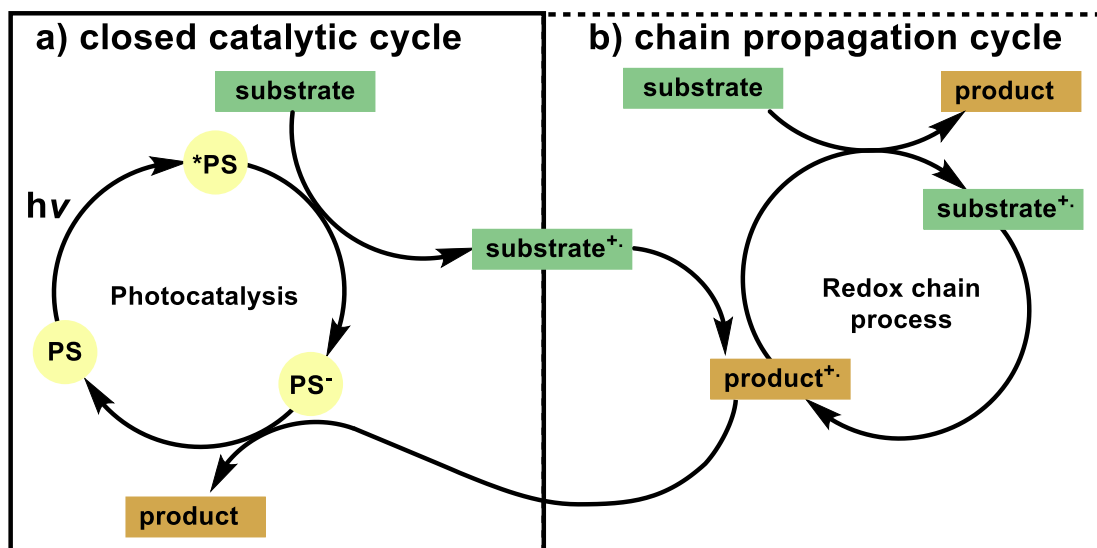 a) closed catalytic cycle
substrate
*PS
hν
substrate⁺·
Photocatalysis
PS
PS⁻
product
b) chain propagation cycle
substrate
product
substrate⁺·
Redox chain
process
product⁺·